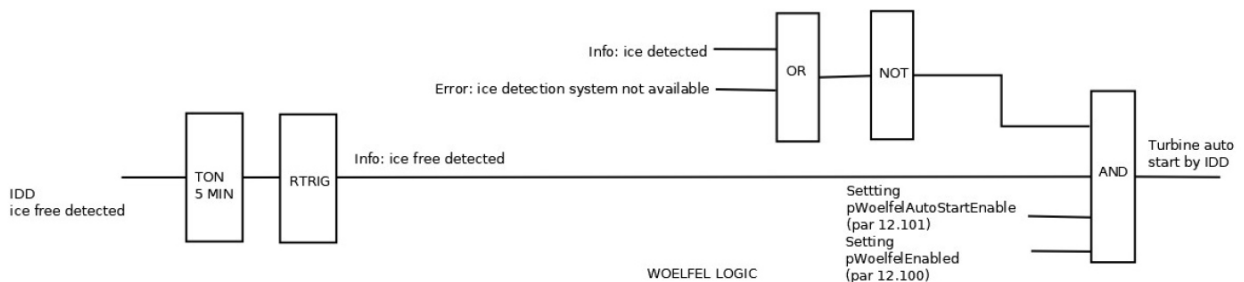 Info: ice detected
OR
NOT
Error: ice detection system not available
Turbine auto
start by IDD
Info: ice free detected
TON
5 MIN
RTRIG
AND
IDD
ice free detected
Settting
pWoelfelAutoStartEnable
(par 12.101)
Setting
pWoelfelEnabled
(par 12.100)
WOELFEL LOGIC